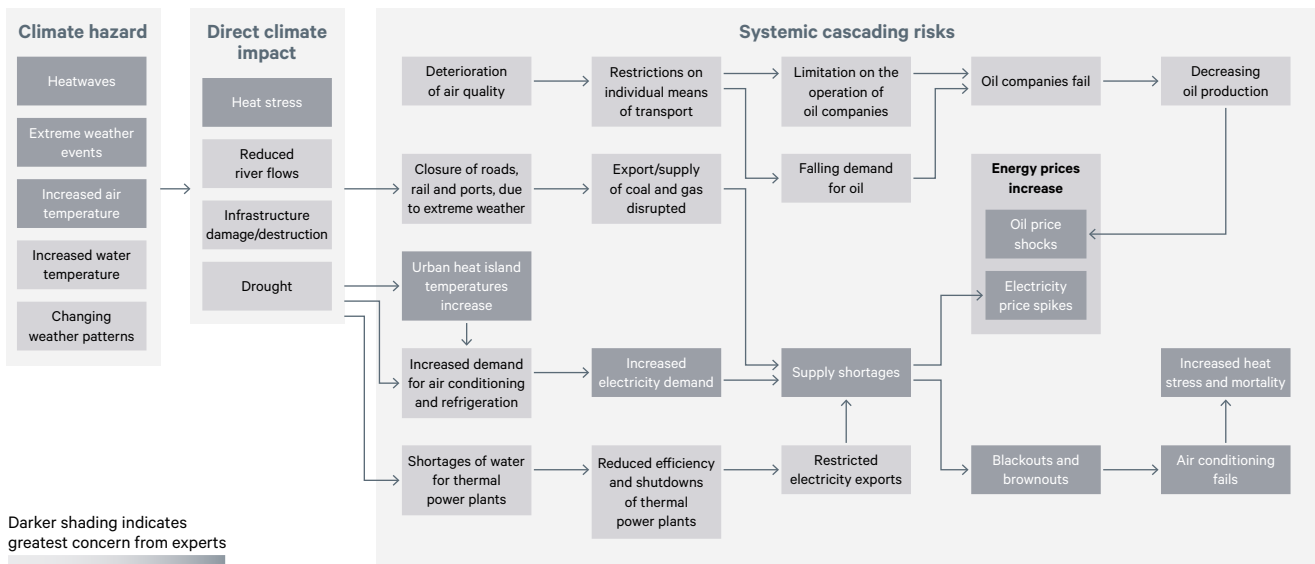 Climate hazard
Heatwaves
Extreme weather
events
Increased air
temperature
Increased water
temperature
Changing
weather patterns
Direct climate
impact
Heat stress
Reduced
river flows
Infrastructure
damage/destruction
Drought
Systemic cascading risks
Deterioration
of air quality
Restrictions on
individual means
of transport
Limitation on the
operation of
oil companies
Oil companies fail
Decreasing
oil production
Falling demand
for oil
Closure of roads,
rail and ports, due
to extreme weather
Export/supply
of coal and gas
disrupted
Energy prices
increase
Oil price
shocks
Electricity
price spikes
Urban heat island
temperatures
increase
Increased demand
for air conditioning
and refrigeration
Increased
electricity demand
Supply shortages
Increased heat
stress and mortality
Shortages of water
for thermal
power plants
Reduced efficiency
and shutdowns
of thermal
power plants
Restricted
electricity exports
Blackouts and
brownouts
Air conditioning
fails
Darker shading indicates
greatest concern from experts